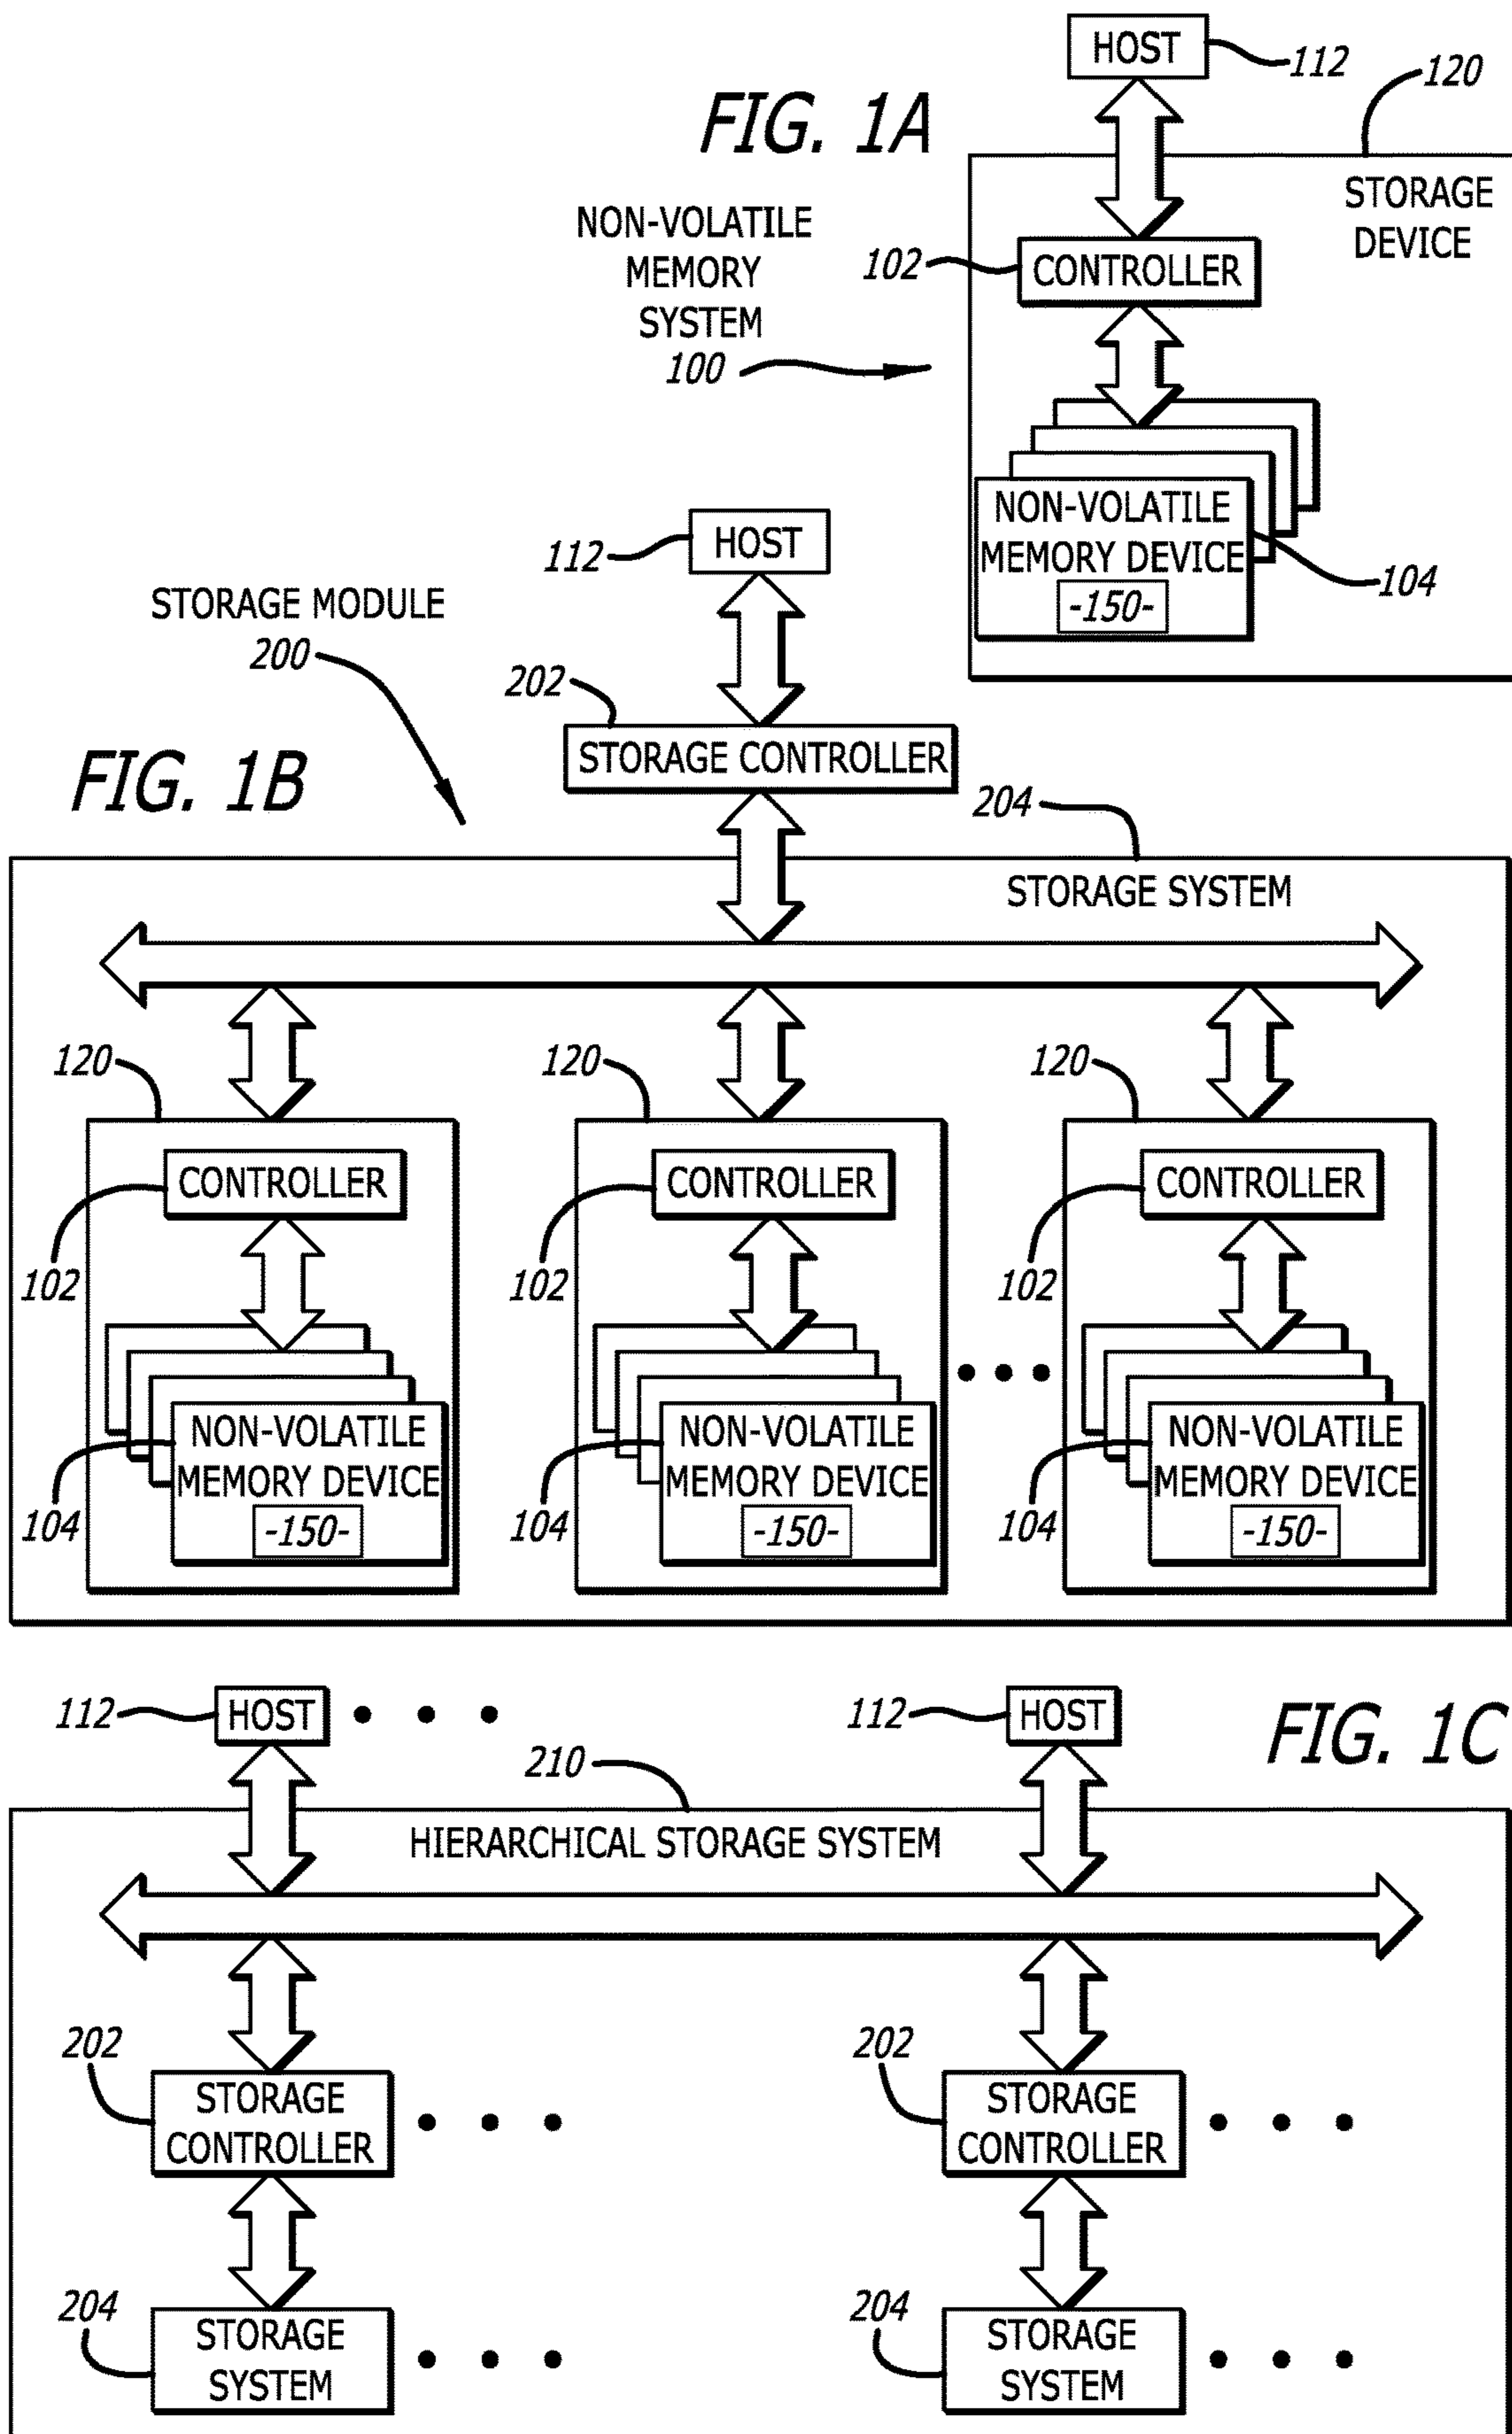 FIG. 1A
HOST
112
120
STORAGE
DEVICE
NON-VOLATILE
MEMORY
SYSTEM
100
102
CONTROLLER
NON-VOLATILE
MEMORY DEVICE
-150-
104
FIG. 1B
STORAGE MODULE
200
112
HOST
202
STORAGE CONTROLLER
204
STORAGE SYSTEM
120
CONTROLLER
102
NON-VOLATILE
MEMORY DEVICE
104
-150-
120
CONTROLLER
102
NON-VOLATILE
MEMORY DEVICE
104
-150-
120
CONTROLLER
102
NON-VOLATILE
MEMORY DEVICE
104
-150-
FIG. 1C
112
HOST
112
HOST
210
HIERARCHICAL STORAGE SYSTEM
202
STORAGE
CONTROLLER
202
STORAGE
CONTROLLER
204
STORAGE
SYSTEM
204
STORAGE
SYSTEM